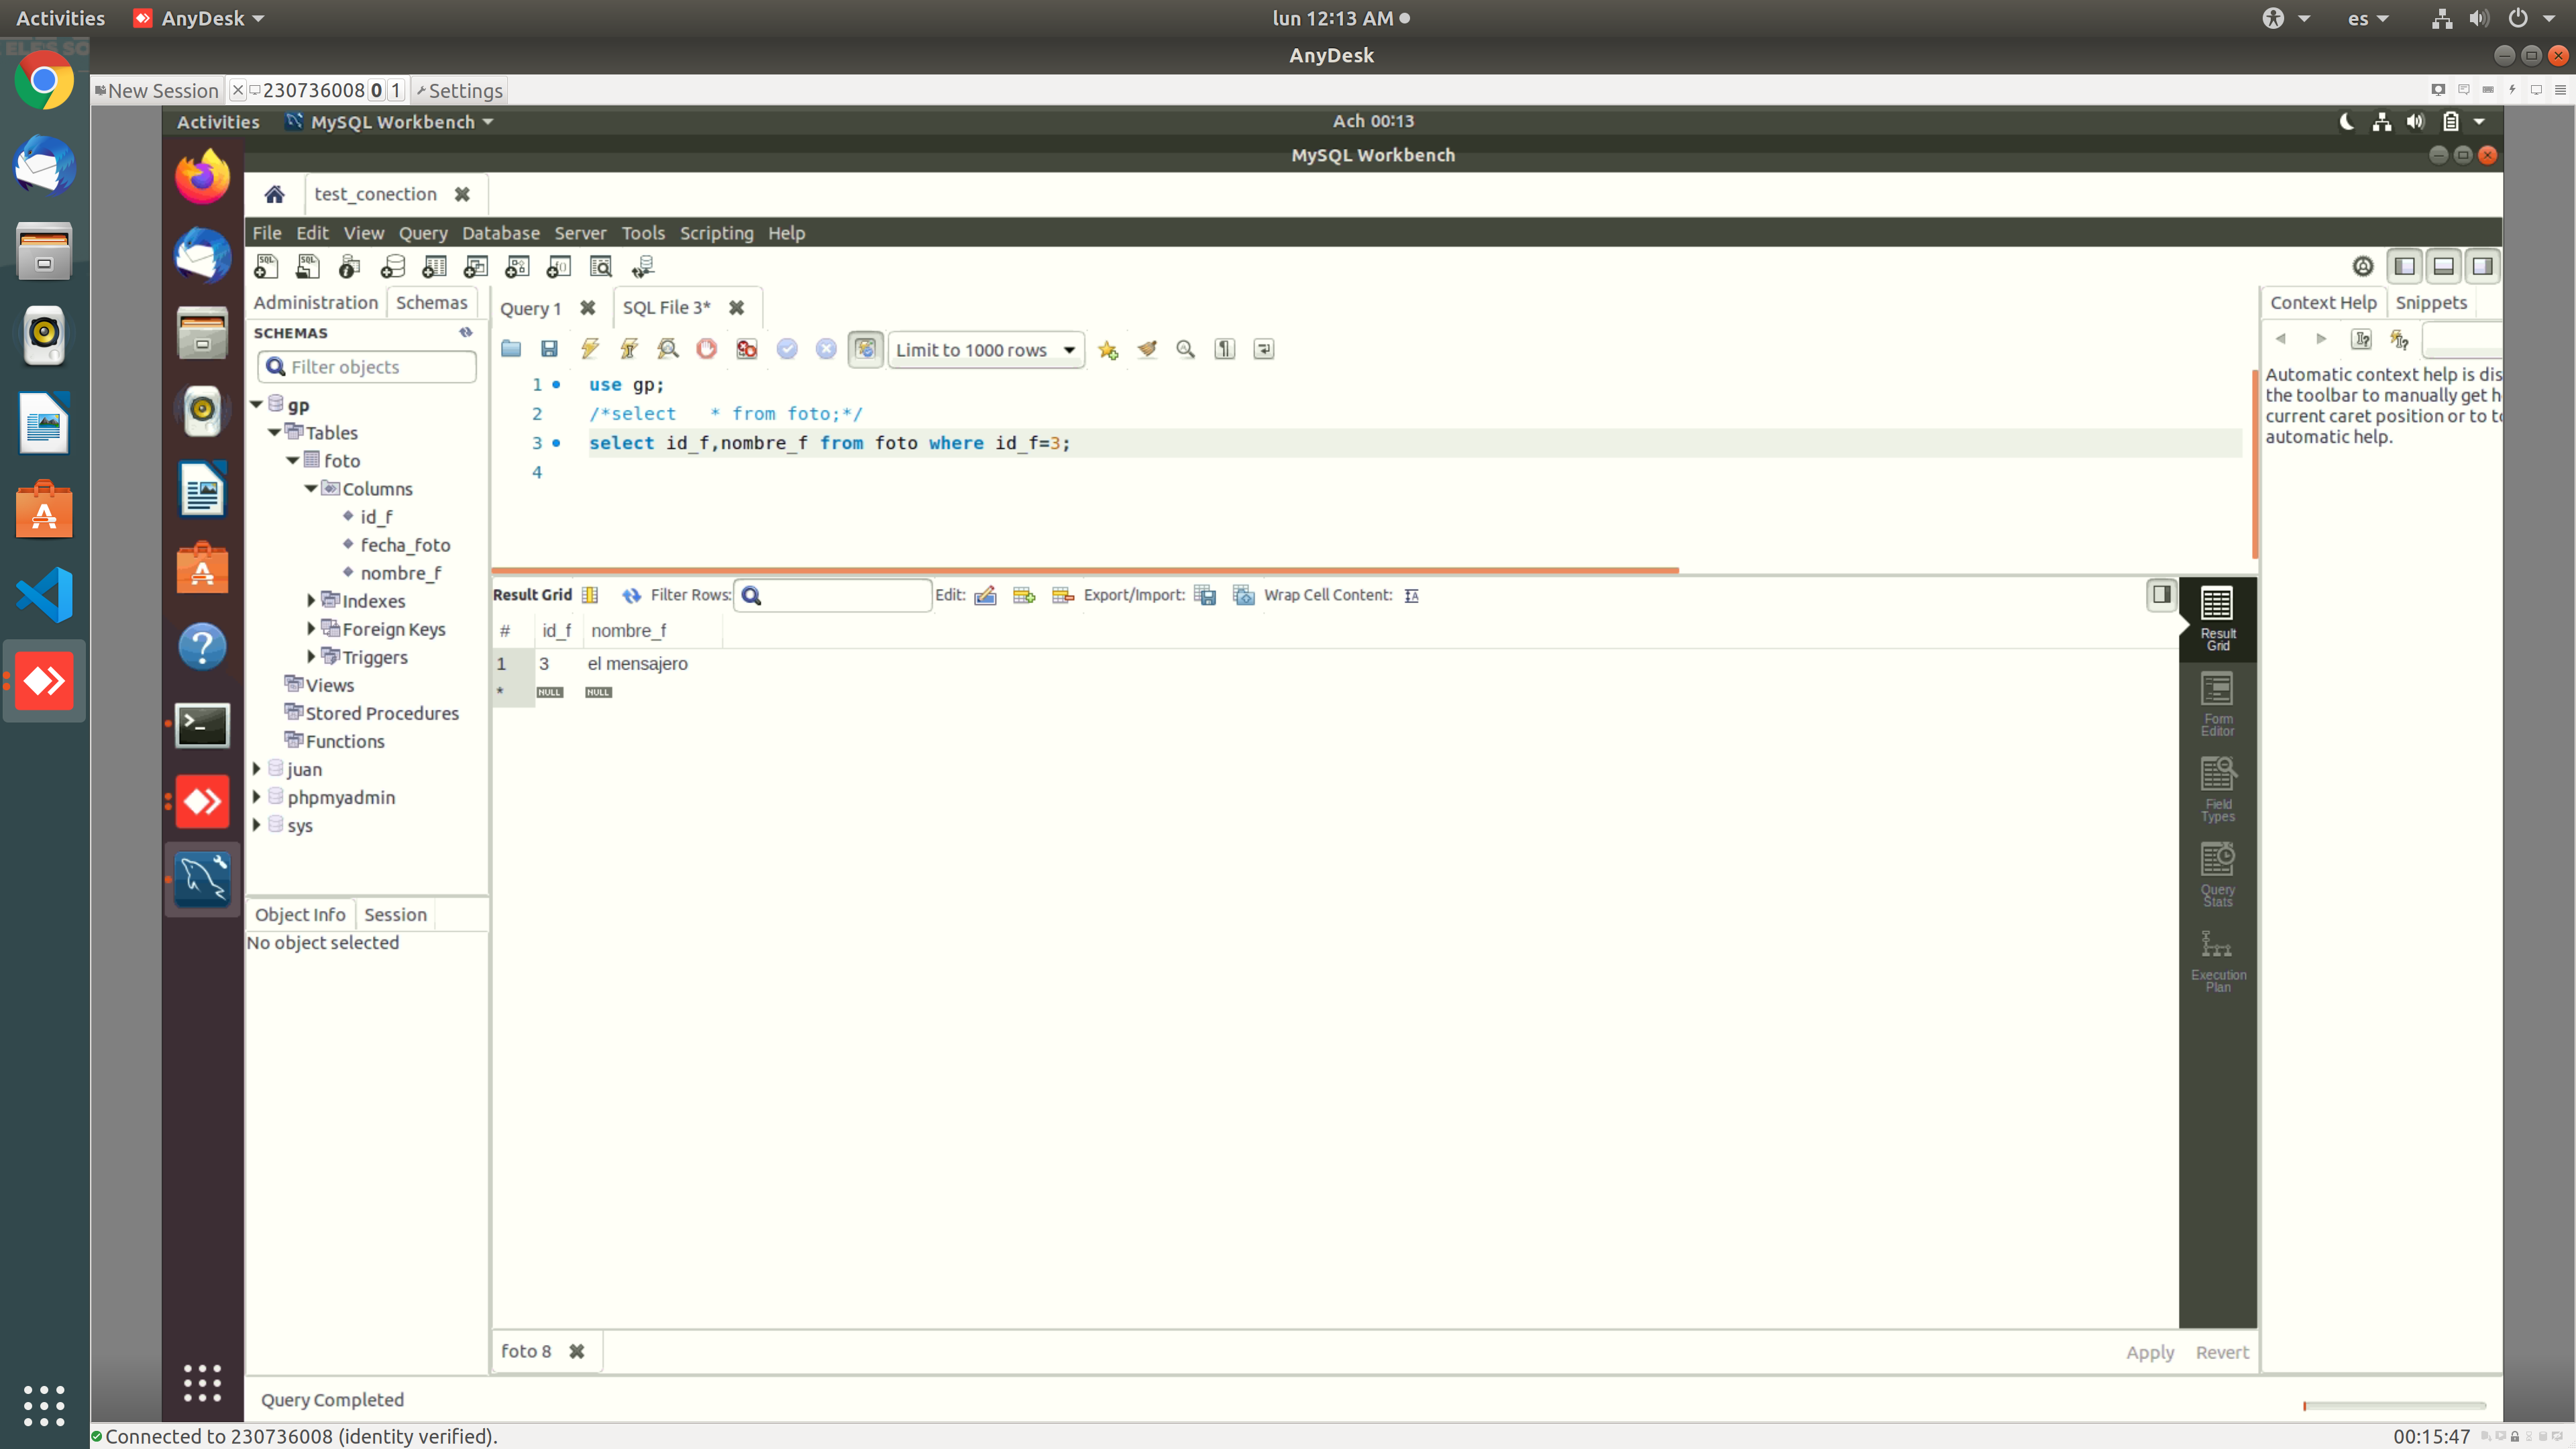 Activities AnyDesk lun 12:13 AM es
AnyDesk
New Session 230736008 0 1 Settings
Activities MySQL Workbench Ach 00:13
MySQL Workbench
test_conection
File Edit View Query Database Server Tools Scripting Help
Administration Schemas
SCHEMAS
Filter objects
gp
Tables
foto
Columns
id_f
fecha_foto
nombre_f
Indexes
Foreign Keys
Triggers
Views
Stored Procedures
Functions
juan
phpmyadmin
sys
Object Info Session
No object selected
Query 1 SQL File 3*
Limit to 1000 rows
1 use gp;
2 /*select   * from foto;*/
3 select id_f,nombre_f from foto where id_f=3;
4
Result Grid Filter Rows: Edit: Export/Import: Wrap Cell Content:
# id_f nombre_f
1 3 el mensajero
* NULL NULL
Result
Grid
Form
Editor
Field
Types
Query
Stats
Execution
Plan
foto 8
Apply Revert
Context Help Snippets
Automatic context help is dis
the toolbar to manually get h
current caret position or to to
automatic help.
Query Completed
Connected to 230736008 (identity verified). 00:15:47